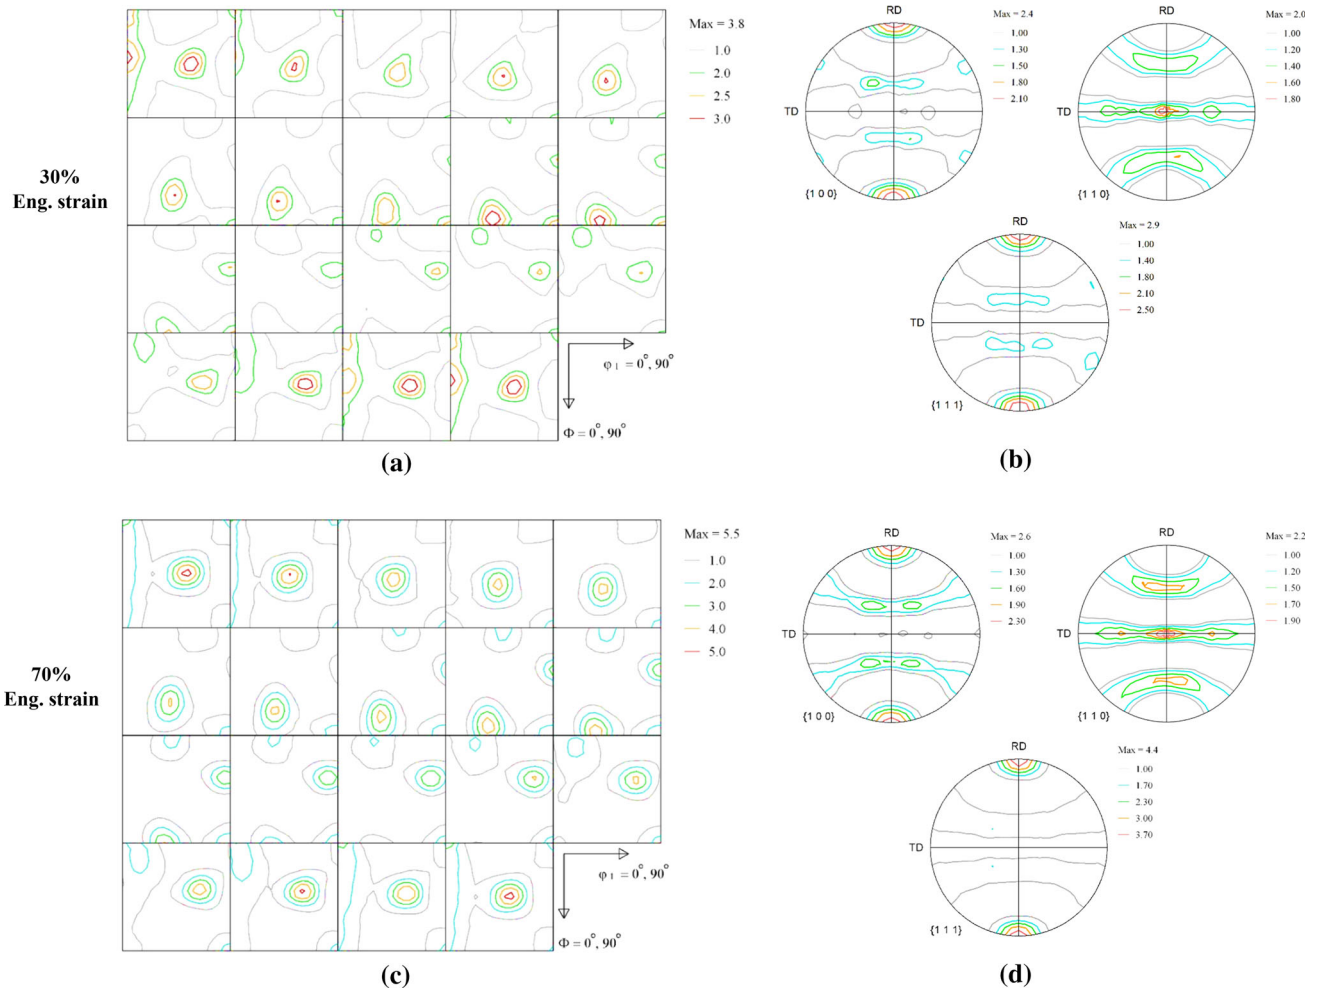 Max = 3.8
1.0
2.0
2.5
3.0
30%
Eng. strain
φ₁ = 0°, 90°
Φ = 0°, 90°
(a)
RD
Max = 2.4
1.00
1.30
1.50
1.80
2.10
TD
{1 0 0}
RD
Max = 2.0
1.00
1.20
1.40
1.60
1.80
TD
{1 1 0}
RD
Max = 2.9
1.00
1.40
1.80
2.10
2.50
TD
{1 1 1}
(b)
Max = 5.5
1.0
2.0
3.0
4.0
5.0
70%
Eng. strain
φ₁ = 0°, 90°
Φ = 0°, 90°
(c)
RD
Max = 2.6
1.00
1.30
1.60
1.90
2.30
TD
{1 0 0}
RD
Max = 2.2
1.00
1.20
1.50
1.70
1.90
TD
{1 1 0}
RD
Max = 4.4
1.00
1.70
2.30
3.00
3.70
TD
{1 1 1}
(d)